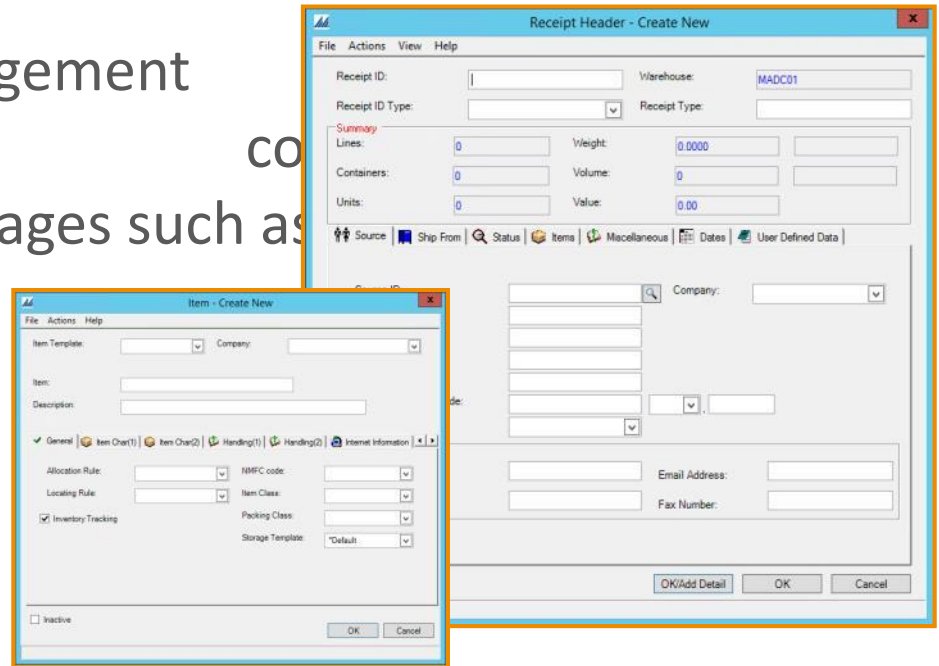 gement
co
ages such as
Receipt Header - Create New
x
File Actions View Help
Receipt ID: Warehouse: MADC01
Receipt ID Type: Receipt Type:
Summary
Lines: 0 Weight: 0.0000
Containers: 0 Volume: 0
Units: 0 Value: 0.00
Source Ship From Status Items Miscellaneous Dates User Defined Data
Company:
de:
,
Email Address:
Fax Number:
OK/Add Detail OK Cancel
Item - Create New
x
File Actions Help
Item Template: Company:
Item:
Description:
General Item Char(1) Item Char(2) Handling(1) Handling(2) Internet Information
Allocation Rule: NMFC code:
Locating Rule: Item Class:
Inventory Tracking Packing Class:
Storage Template: *Default
Inactive
OK Cancel